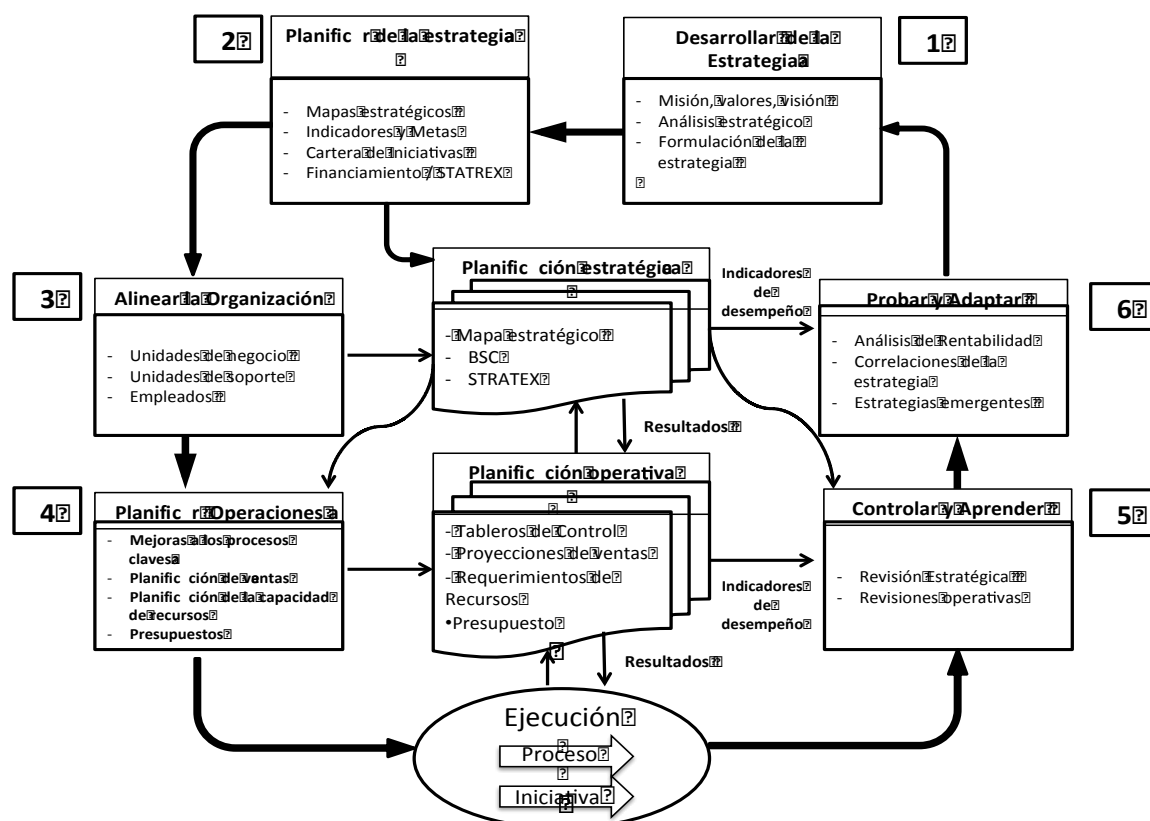 2
Planific r de la estrategia
- Mapas estratégicos
- Indicadores y Metas
- Cartera de Iniciativas
- Financiamiento / STATREX
Desarrollar de la
Estrategia
- Misión, valores, visión
- Análisis estratégico
- Formulación de la
estrategia
1
3
Alinear la Organización
- Unidades de negocio
- Unidades de soporte
- Empleados
Planific ción estratégica
- Mapa estratégico
- BSC
- STRATEX
Indicadores
de
desempeño
Probar y Adaptar
- Análisis de Rentabilidad
- Correlaciones de la
estrategia
- Estrategias emergentes
6
Resultados
4
Planific r Operaciones a
- Mejoras a los procesos
claves
- Planific ción de ventas
- Planific ción de la capacidad
de recursos
- Presupuestos
Planific ción operativa
- Tableros de Control
- Proyecciones de ventas
- Requerimientos de
Recursos
•Presupuesto
Indicadores
de
desempeño
Controlar y Aprender
- Revisión Estratégica
- Revisiones operativas
5
Resultados
Ejecución
Proceso
Iniciativa